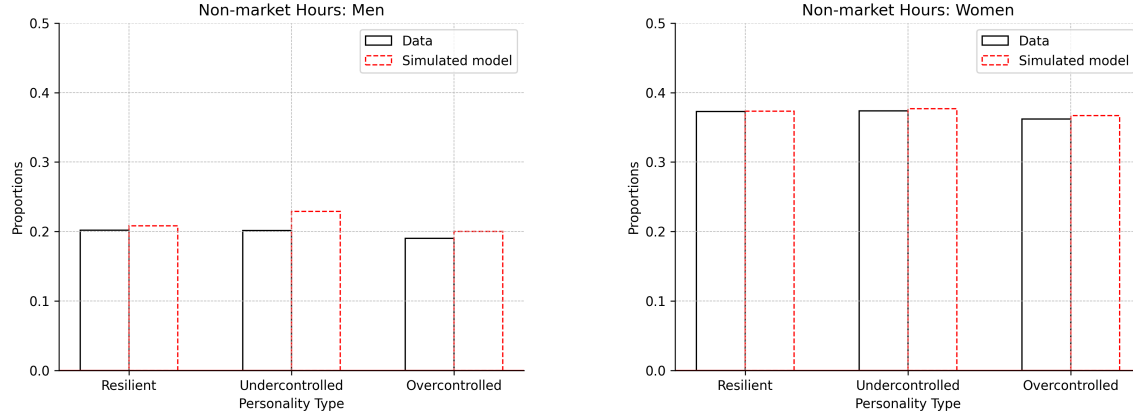 Non-market Hours: Men
Data
Simulated model
Proportions
0.5
0.4
0.3
0.2
0.1
0.0
Resilient
Undercontrolled
Overcontrolled
Personality Type
Non-market Hours: Women
Data
Simulated model
Proportions
0.5
0.4
0.3
0.2
0.1
0.0
Resilient
Undercontrolled
Overcontrolled
Personality Type